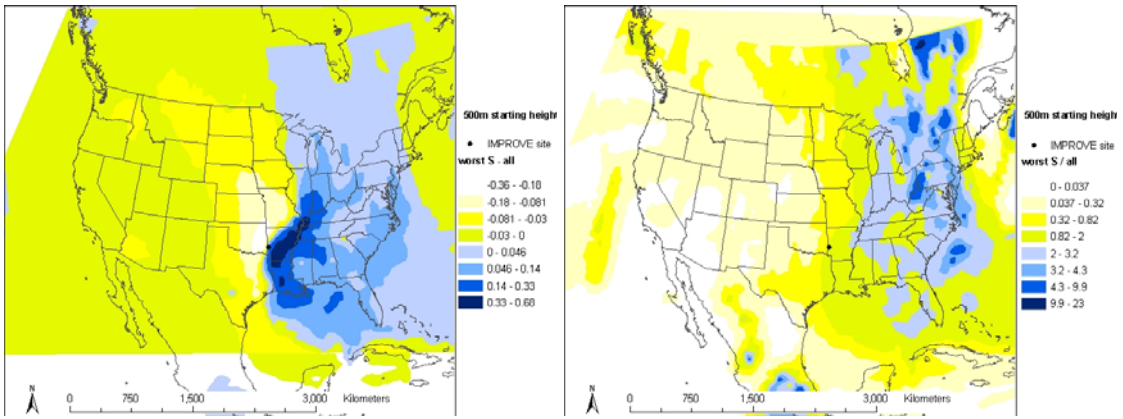 500m starting heigh
IMPROVE site
worst S - all
-0.36 - -0.18
-0.18 - -0.081
-0.081 - -0.03
-0.03 - 0
0 - 0.046
0.046 - 0.14
0.14 - 0.33
0.33 - 0.68
N
Kilometers
0 750 1,500 3,000
500m starting heigh
IMPROVE site
worst S / all
0 - 0.037
0.037 - 0.32
0.32 - 0.82
0.82 - 2
2 - 3.2
3.2 - 4.3
4.3 - 9.9
9.9 - 23
N
Kilometers
0 750 1,500 3,000